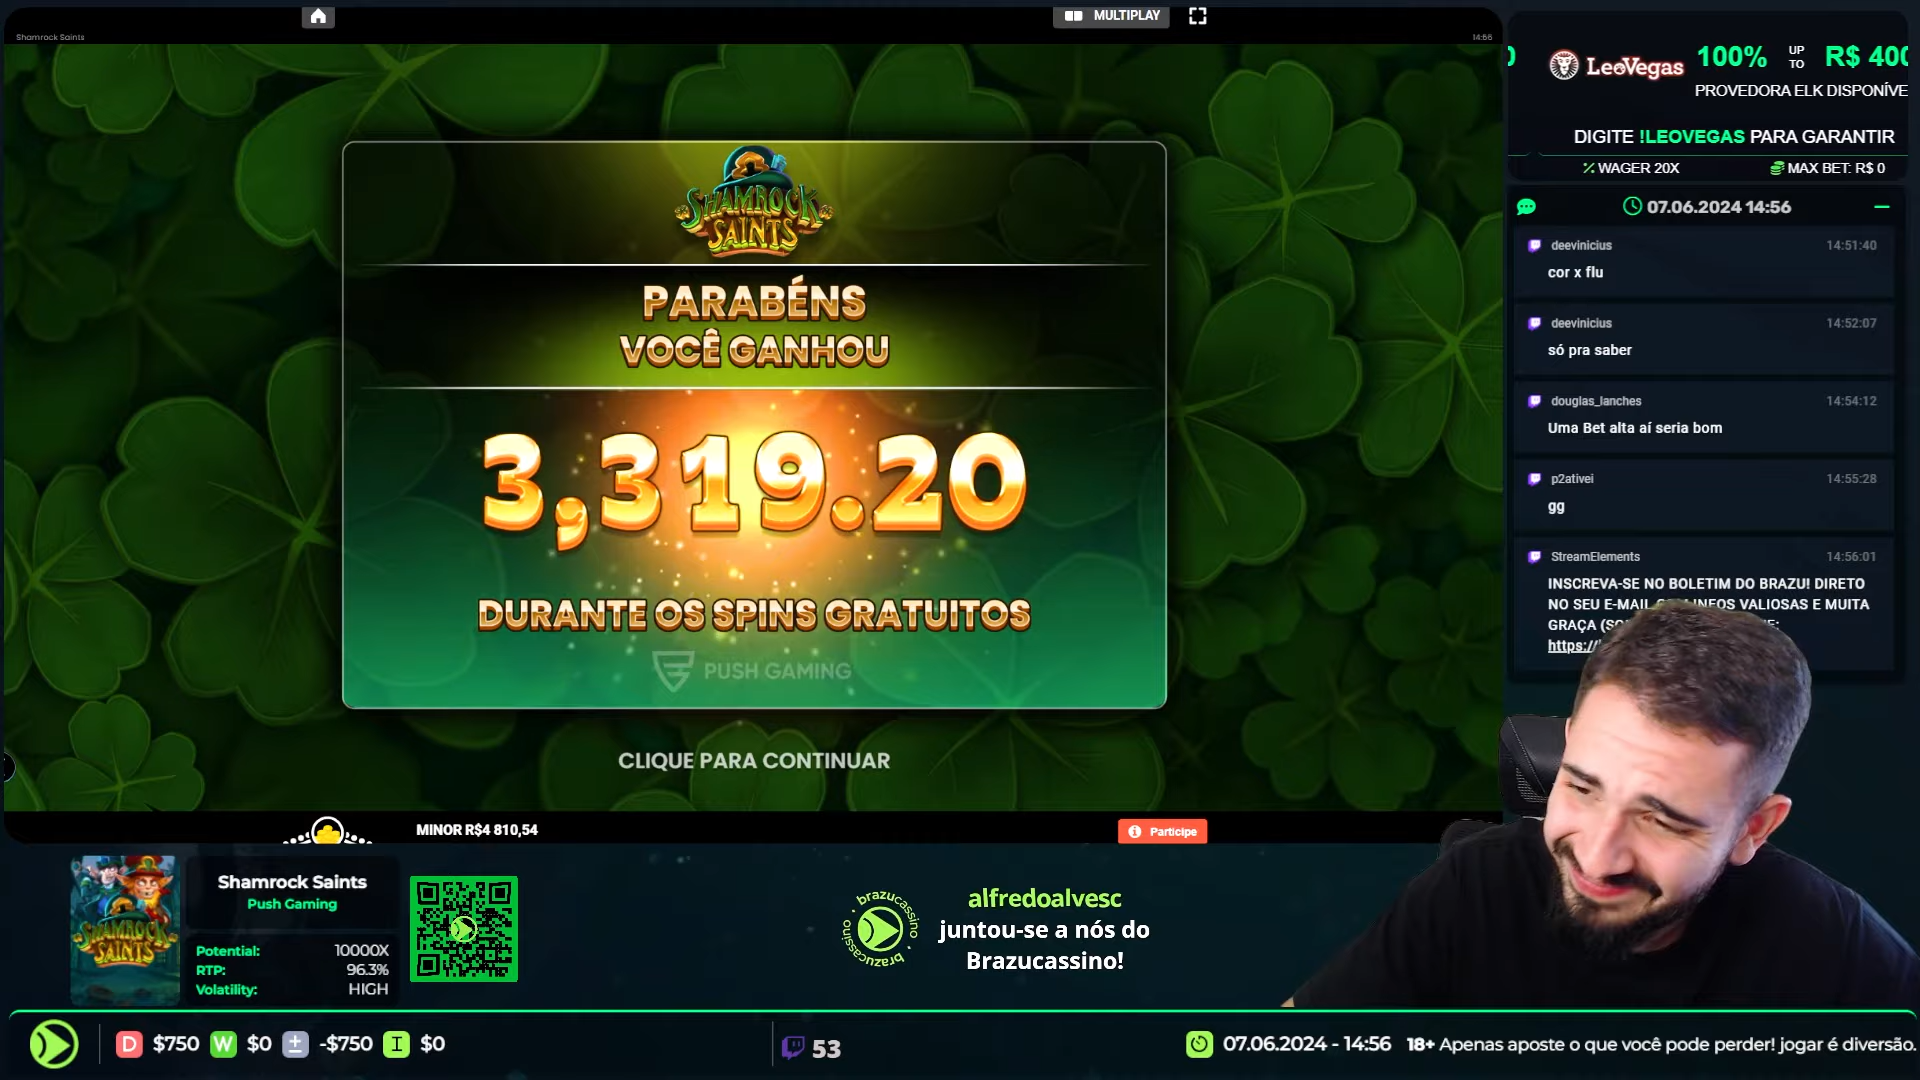 MULTIPLAY
Shamrock Saints
14:56
SHAMROCK
SAINTS
PARABÉNS
VOCÊ GANHOU
3,319.20
DURANTE OS SPINS GRATUITOS
PUSH GAMING
CLIQUE PARA CONTINUAR
MINOR R$4 810,54
Participe
LeoVegas
100% UP TO R$ 400
PROVEDORA ELK DISPONÍVE
DIGITE !LEOVEGAS PARA GARANTIR
WAGER 20X MAX BET: R$ 0
07.06.2024 14:56
deevinicius 14:51:40
cor x flu
deevinicius 14:52:07
só pra saber
douglas_lanches 14:54:12
Uma Bet alta aí seria bom
p2ativei 14:55:28
gg
StreamElements 14:56:01
INSCREVA-SE NO BOLETIM DO BRAZU! DIRETO
NO SEU E-MAIL VALIOSAS E MUITA
GRAÇA
https:/
SHAMROCK
SAINTS
Shamrock Saints
Push Gaming
Potential: 10000X
RTP: 96.3%
Volatility: HIGH
brazucassino
brazucassino
alfredoalvesc
juntou-se a nós do
Brazucassino!
D $750 W $0 ± -$750 I $0
53
07.06.2024 - 14:56 18+ Apenas aposte o que você pode perder! jogar é diversão.